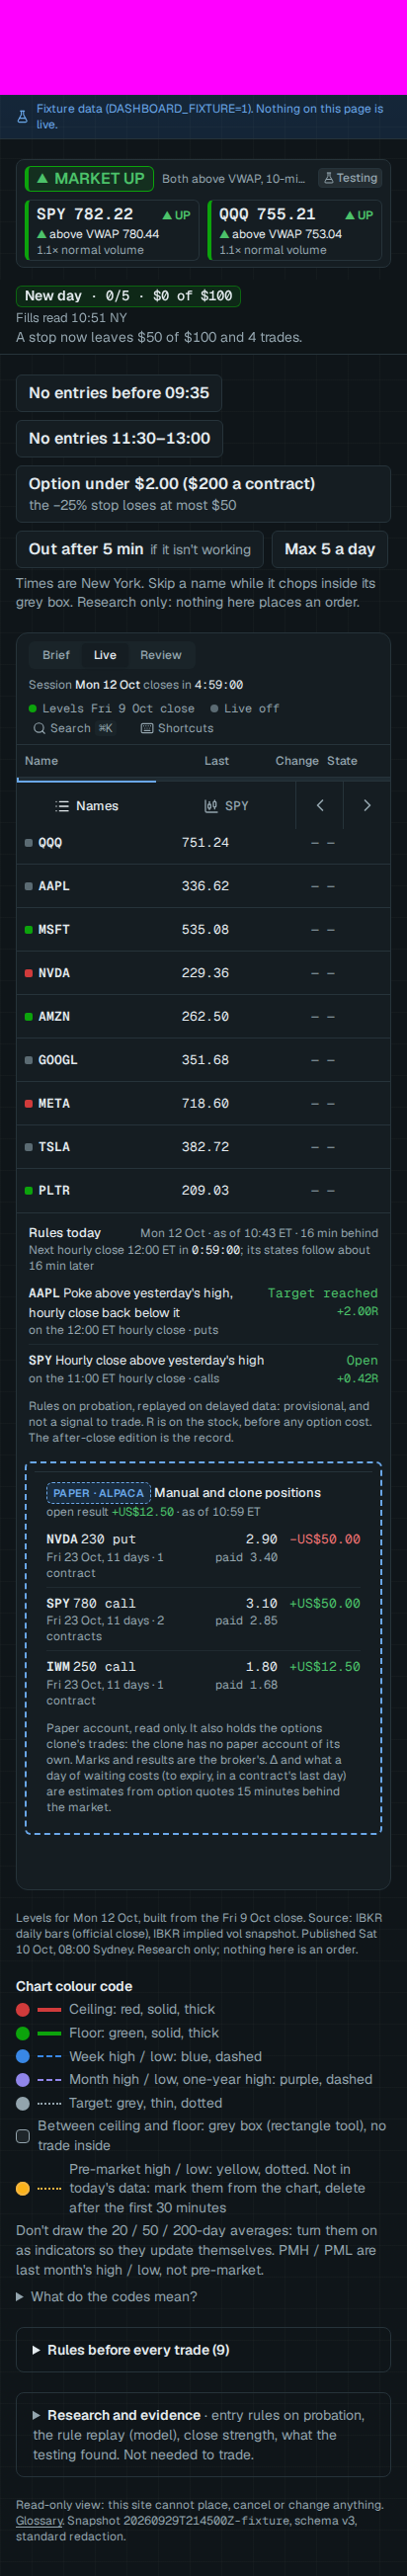 Fixture data (DASHBOARD_FIXTURE=1). Nothing on this page is
live.
▲ MARKET UP Both above VWAP, 10-mi… Testing
SPY 782.22 ▲ UP
▲ above VWAP 780.44
1.1× normal volume
QQQ 755.21 ▲ UP
▲ above VWAP 753.04
1.1× normal volume
New day · 0/5 · $0 of $100
Fills read 10:51 NY
A stop now leaves $50 of $100 and 4 trades.
No entries before 09:35
No entries 11:30–13:00
Option under $2.00 ($200 a contract)
the −25% stop loses at most $50
Out after 5 min if it isn't working
Max 5 a day
Times are New York. Skip a name while it chops inside its
grey box. Research only: nothing here places an order.
Brief Live Review
Session Mon 12 Oct closes in 4:59:00
Levels Fri 9 Oct close Live off
Search ⌘K Shortcuts
Name Last Change State
Names SPY
QQQ 751.24 — —
AAPL 336.62 — —
MSFT 535.08 — —
NVDA 229.36 — —
AMZN 262.50 — —
GOOGL 351.68 — —
META 718.60 — —
TSLA 382.72 — —
PLTR 209.03 — —
Rules today Mon 12 Oct · as of 10:43 ET · 16 min behind
Next hourly close 12:00 ET in 0:59:00; its states follow about
16 min later
AAPL Poke above yesterday's high, Target reached
hourly close back below it +2.00R
on the 12:00 ET hourly close · puts
SPY Hourly close above yesterday's high Open
on the 11:00 ET hourly close · calls +0.42R
Rules on probation, replayed on delayed data: provisional, and
not a signal to trade. R is on the stock, before any option cost.
The after-close edition is the record.
PAPER · ALPACA Manual and clone positions
open result +US$12.50 · as of 10:59 ET
NVDA 230 put 2.90 −US$50.00
Fri 23 Oct, 11 days · 1 paid 3.40
contract
SPY 780 call 3.10 +US$50.00
Fri 23 Oct, 11 days · 2 paid 2.85
contracts
IWM 250 call 1.80 +US$12.50
Fri 23 Oct, 11 days · 1 paid 1.68
contract
Paper account, read only. It also holds the options
clone's trades: the clone has no paper account of its
own. Marks and results are the broker's. Δ and what a
day of waiting costs (to expiry, in a contract's last day)
are estimates from option quotes 15 minutes behind
the market.
Levels for Mon 12 Oct, built from the Fri 9 Oct close. Source: IBKR
daily bars (official close), IBKR implied vol snapshot. Published Sat
10 Oct, 08:00 Sydney. Research only; nothing here is an order.
Chart colour code
Ceiling: red, solid, thick
Floor: green, solid, thick
Week high / low: blue, dashed
Month high / low, one-year high: purple, dashed
Target: grey, thin, dotted
Between ceiling and floor: grey box (rectangle tool), no
trade inside
Pre-market high / low: yellow, dotted. Not in
today's data: mark them from the chart, delete
after the first 30 minutes
Don't draw the 20 / 50 / 200-day averages: turn them on
as indicators so they update themselves. PMH / PML are
last month's high / low, not pre-market.
▶ What do the codes mean?
▶ Rules before every trade (9)
▶ Research and evidence · entry rules on probation,
the rule replay (model), close strength, what the
testing found. Not needed to trade.
Read-only view: this site cannot place, cancel or change anything.
Glossary. Snapshot 20260929T214500Z-fixture, schema v3,
standard redaction.